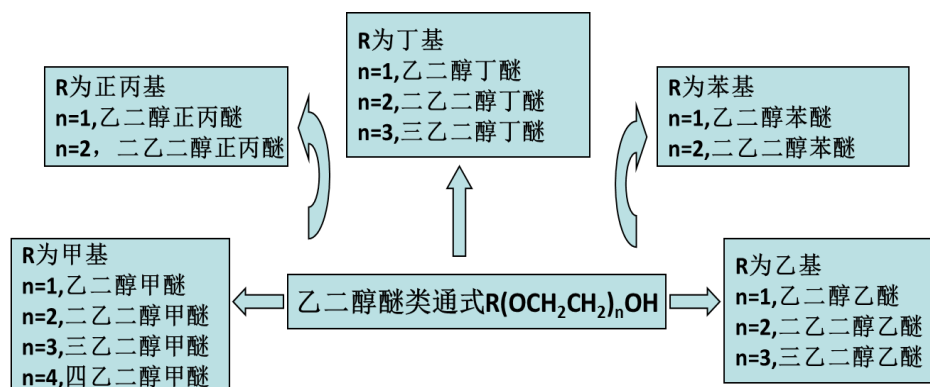 R为丁基
n=1,乙二醇丁醚
n=2,二乙二醇丁醚
n=3,三乙二醇丁醚
R为正丙基
n=1,乙二醇正丙醚
n=2，二乙二醇正丙醚
R为苯基
n=1,乙二醇苯醚
n=2,二乙二醇苯醚
R为甲基
n=1,乙二醇甲醚
n=2,二乙二醇甲醚
n=3,三乙二醇甲醚
n=4,四乙二醇甲醚
乙二醇醚类通式R(OCH₂CH₂)ₙOH
R为乙基
n=1,乙二醇乙醚
n=2,二乙二醇乙醚
n=3,三乙二醇乙醚